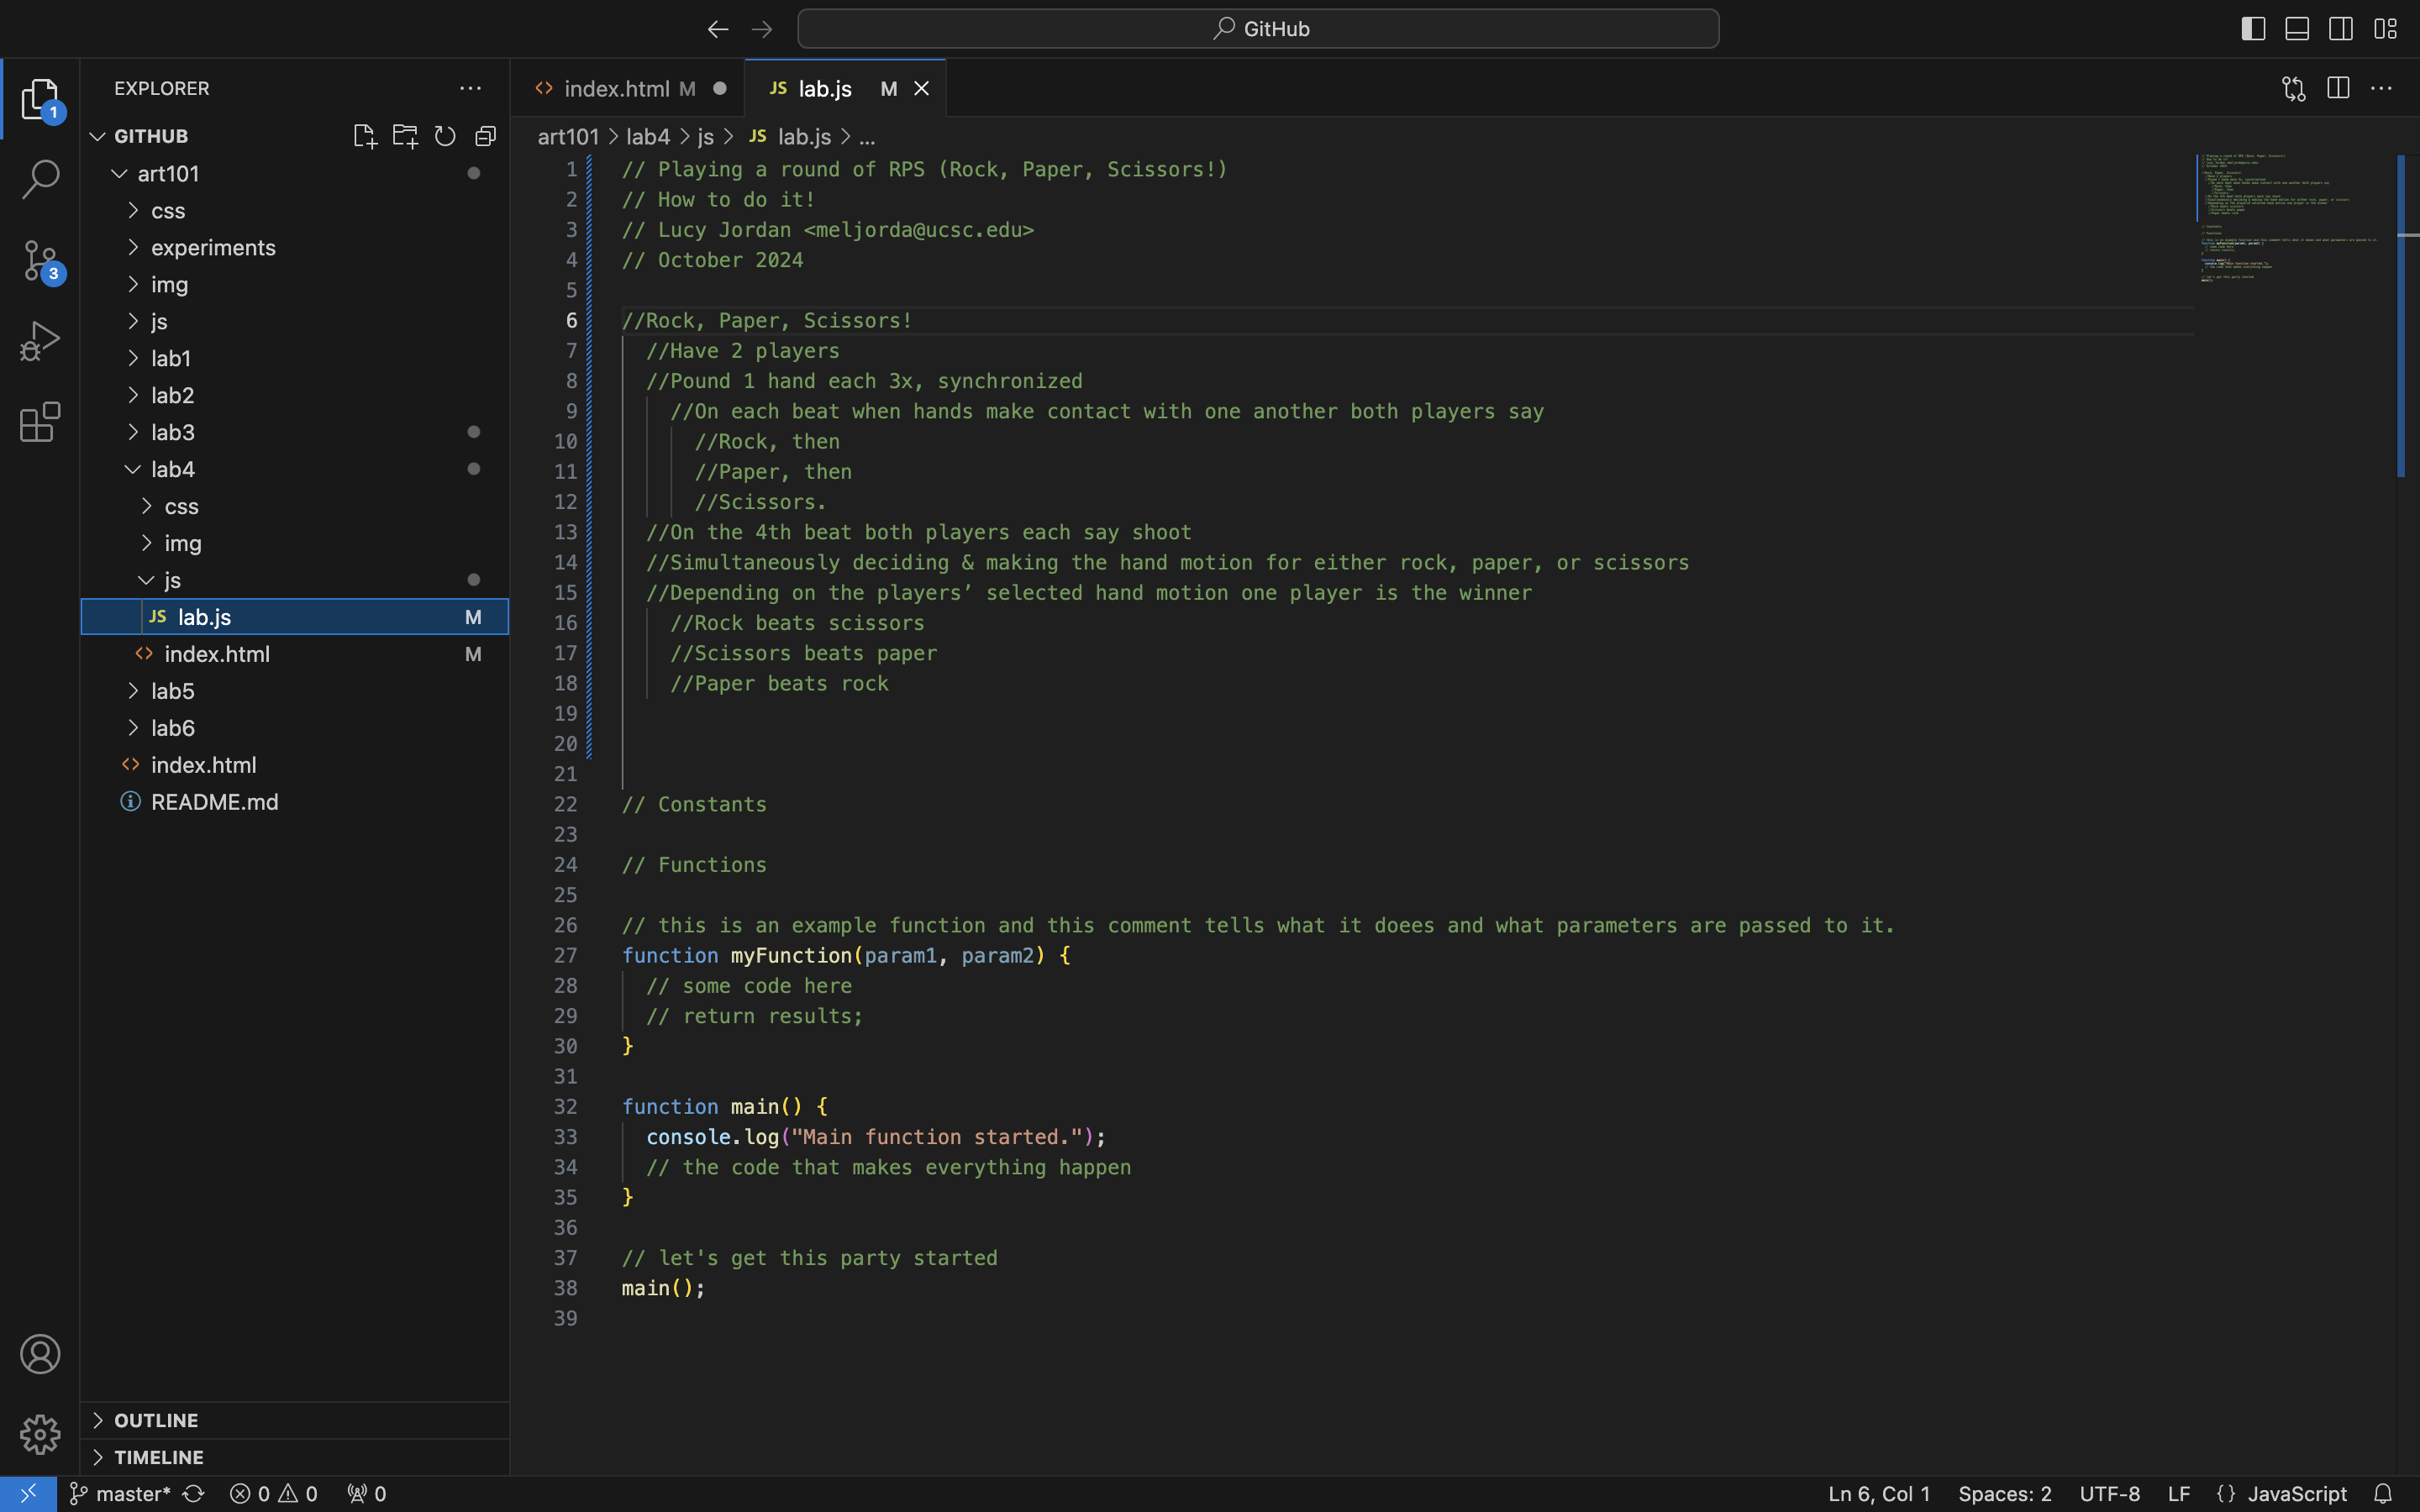 GitHub
EXPLORER
index.html M
JS lab.js M
GITHUB
art101 > lab4 > js > JS lab.js > ...
art101
css
experiments
img
js
lab1
lab2
lab3
lab4
css
img
js
JS lab.js M
index.html M
lab5
lab6
index.html
README.md
1 // Playing a round of RPS (Rock, Paper, Scissors!)
2 // How to do it!
3 // Lucy Jordan <meljorda@ucsc.edu>
4 // October 2024
5
6 //Rock, Paper, Scissors!
7 //Have 2 players
8 //Pound 1 hand each 3x, synchronized
9 //On each beat when hands make contact with one another both players say
10 //Rock, then
11 //Paper, then
12 //Scissors.
13 //On the 4th beat both players each say shoot
14 //Simultaneously deciding & making the hand motion for either rock, paper, or scissors
15 //Depending on the players’ selected hand motion one player is the winner
16 //Rock beats scissors
17 //Scissors beats paper
18 //Paper beats rock
19
20
21
22 // Constants
23
24 // Functions
25
26 // this is an example function and this comment tells what it doees and what parameters are passed to it.
27 function myFunction(param1, param2) {
28 // some code here
29 // return results;
30 }
31
32 function main() {
33 console.log("Main function started.");
34 // the code that makes everything happen
35 }
36
37 // let's get this party started
38 main();
39
1
3
OUTLINE
TIMELINE
master* 0 0 0
Ln 6, Col 1 Spaces: 2 UTF-8 LF {} JavaScript